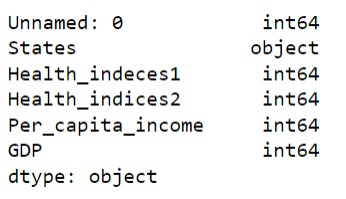 Unnamed: 0 int64
States object
Health_indeces1 int64
Health_indices2 int64
Per_capita_income int64
GDP int64
dtype: object